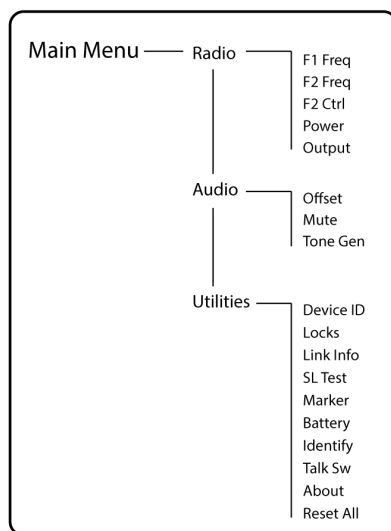 Main Menu
Radio
F1 Freq
F2 Freq
F2 Ctrl
Power
Output
Audio
Offset
Mute
Tone Gen
Utilities
Device ID
Locks
Link Info
SL Test
Marker
Battery
Identify
Talk Sw
About
Reset All